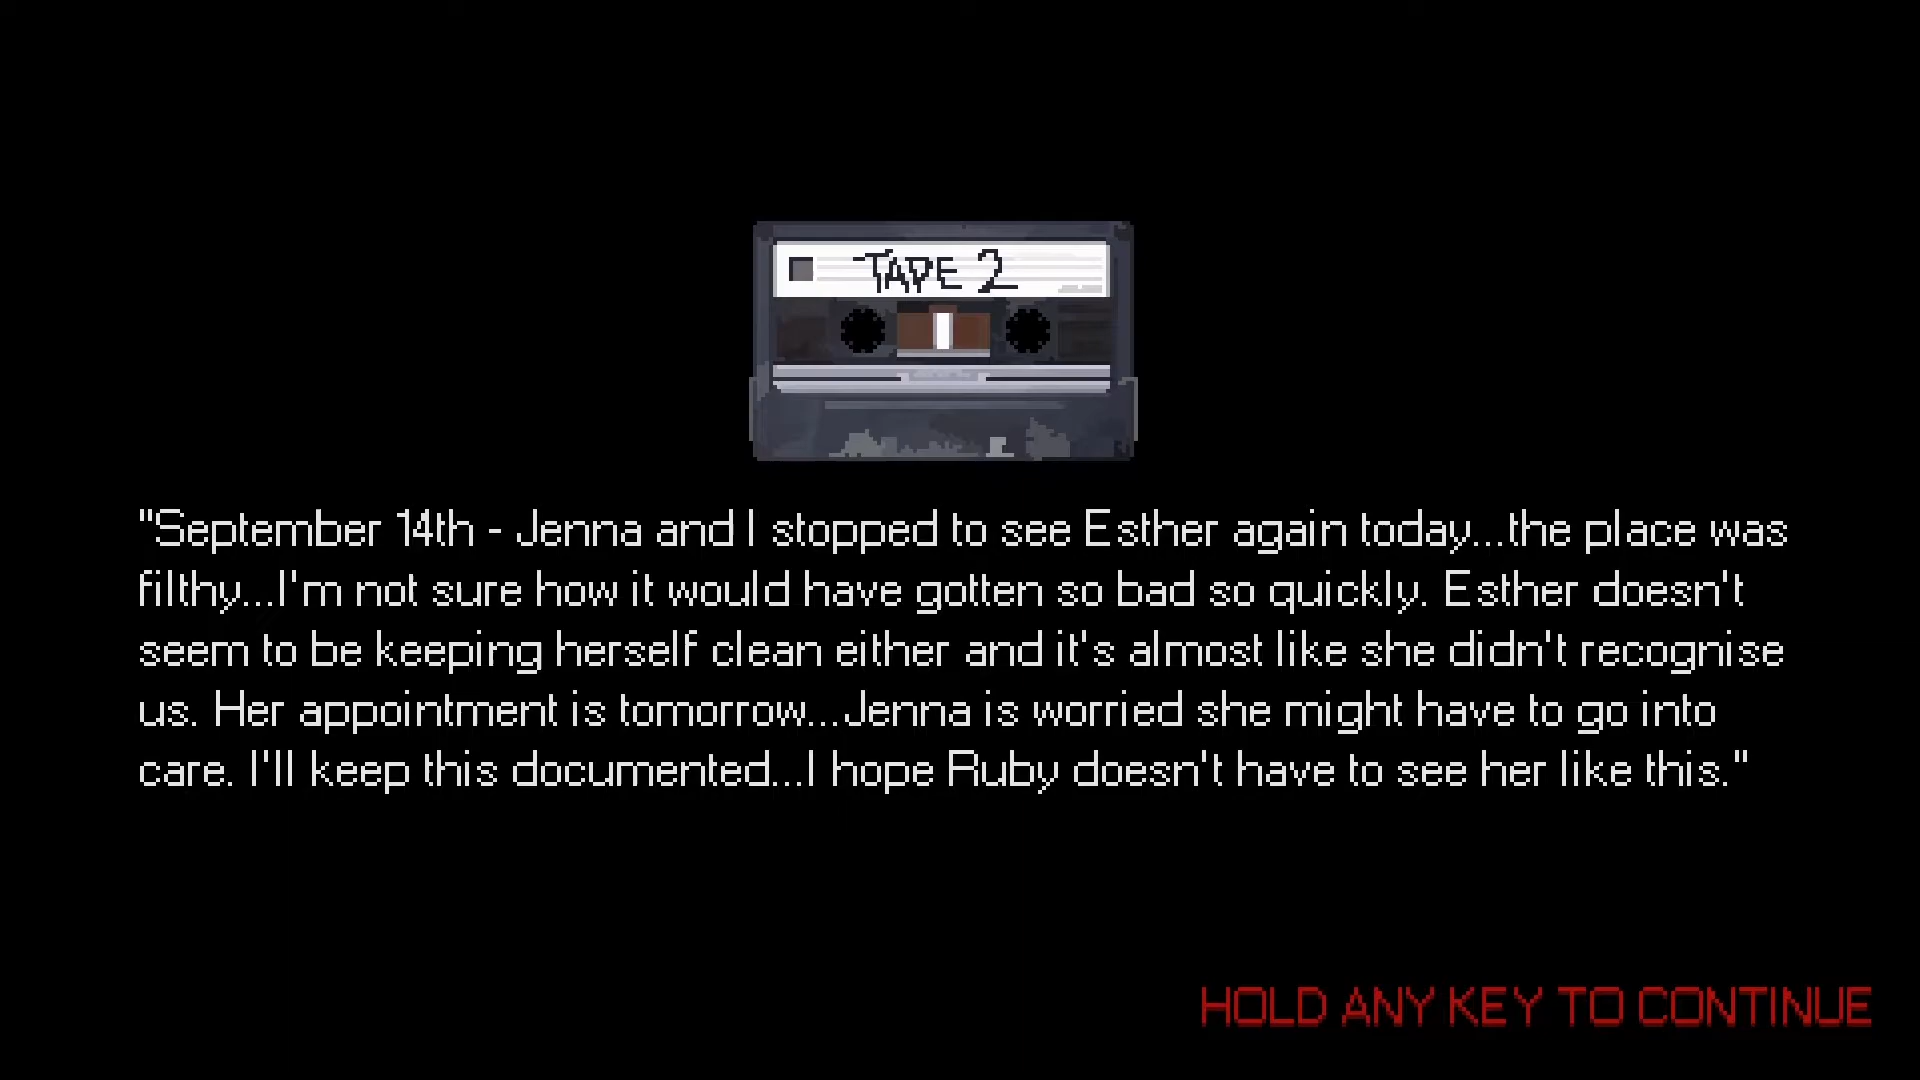 TAPE 2
"September 14th - Jenna and I stopped to see Esther again today...the place was
filthy...I'm not sure how it would have gotten so bad so quickly. Esther doesn't
seem to be keeping herself clean either and it's almost like she didn't recognise
us. Her appointment is tomorrow...Jenna is worried she might have to go into
care. I'll keep this documented...I hope Ruby doesn't have to see her like this."
HOLD ANY KEY TO CONTINUE